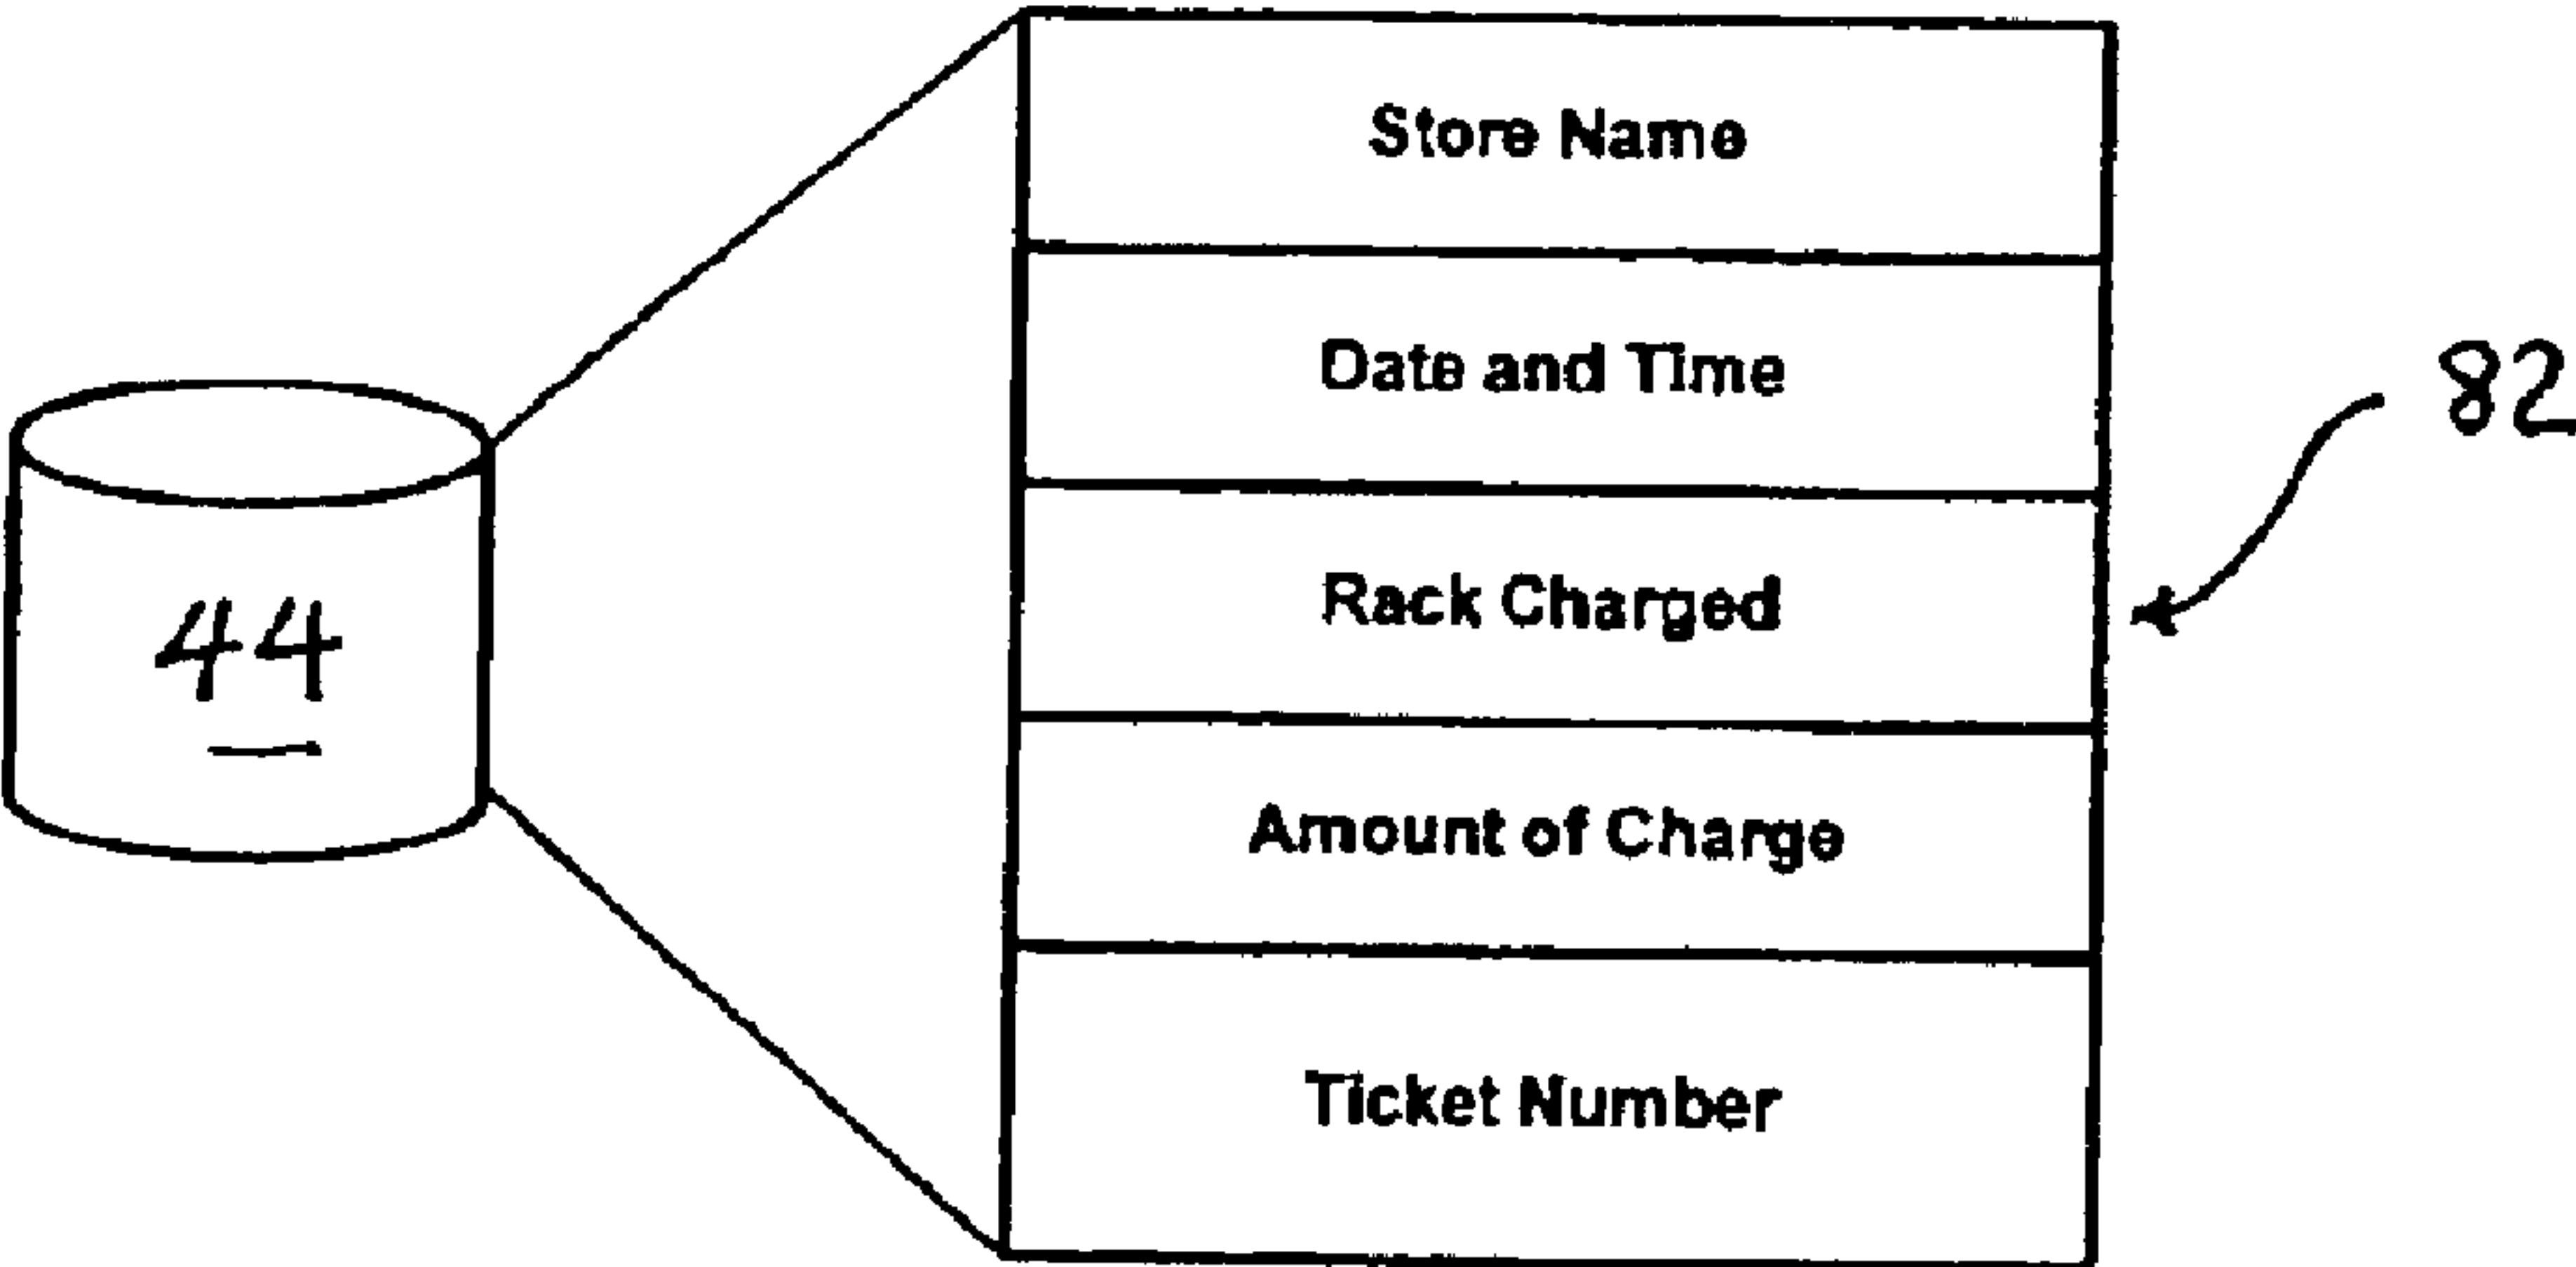 Store Name
Date and Time
82
44
Rack Charged
Amount of Charge
Ticket Number